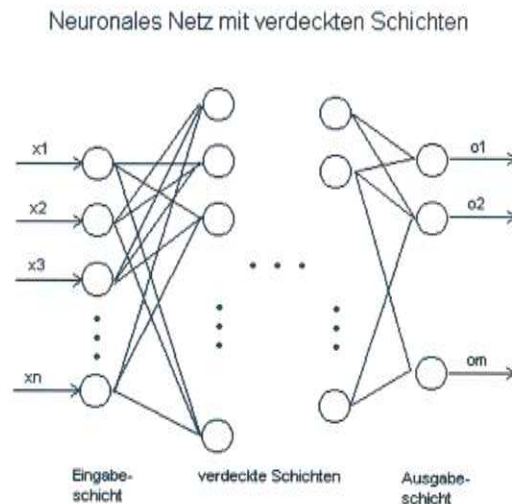 Neuronales Netz mit verdeckten Schichten
x1
x2
x3
xn
o1
o2
om
Eingabe-
schicht
verdeckte Schichten
Ausgabe-
schicht